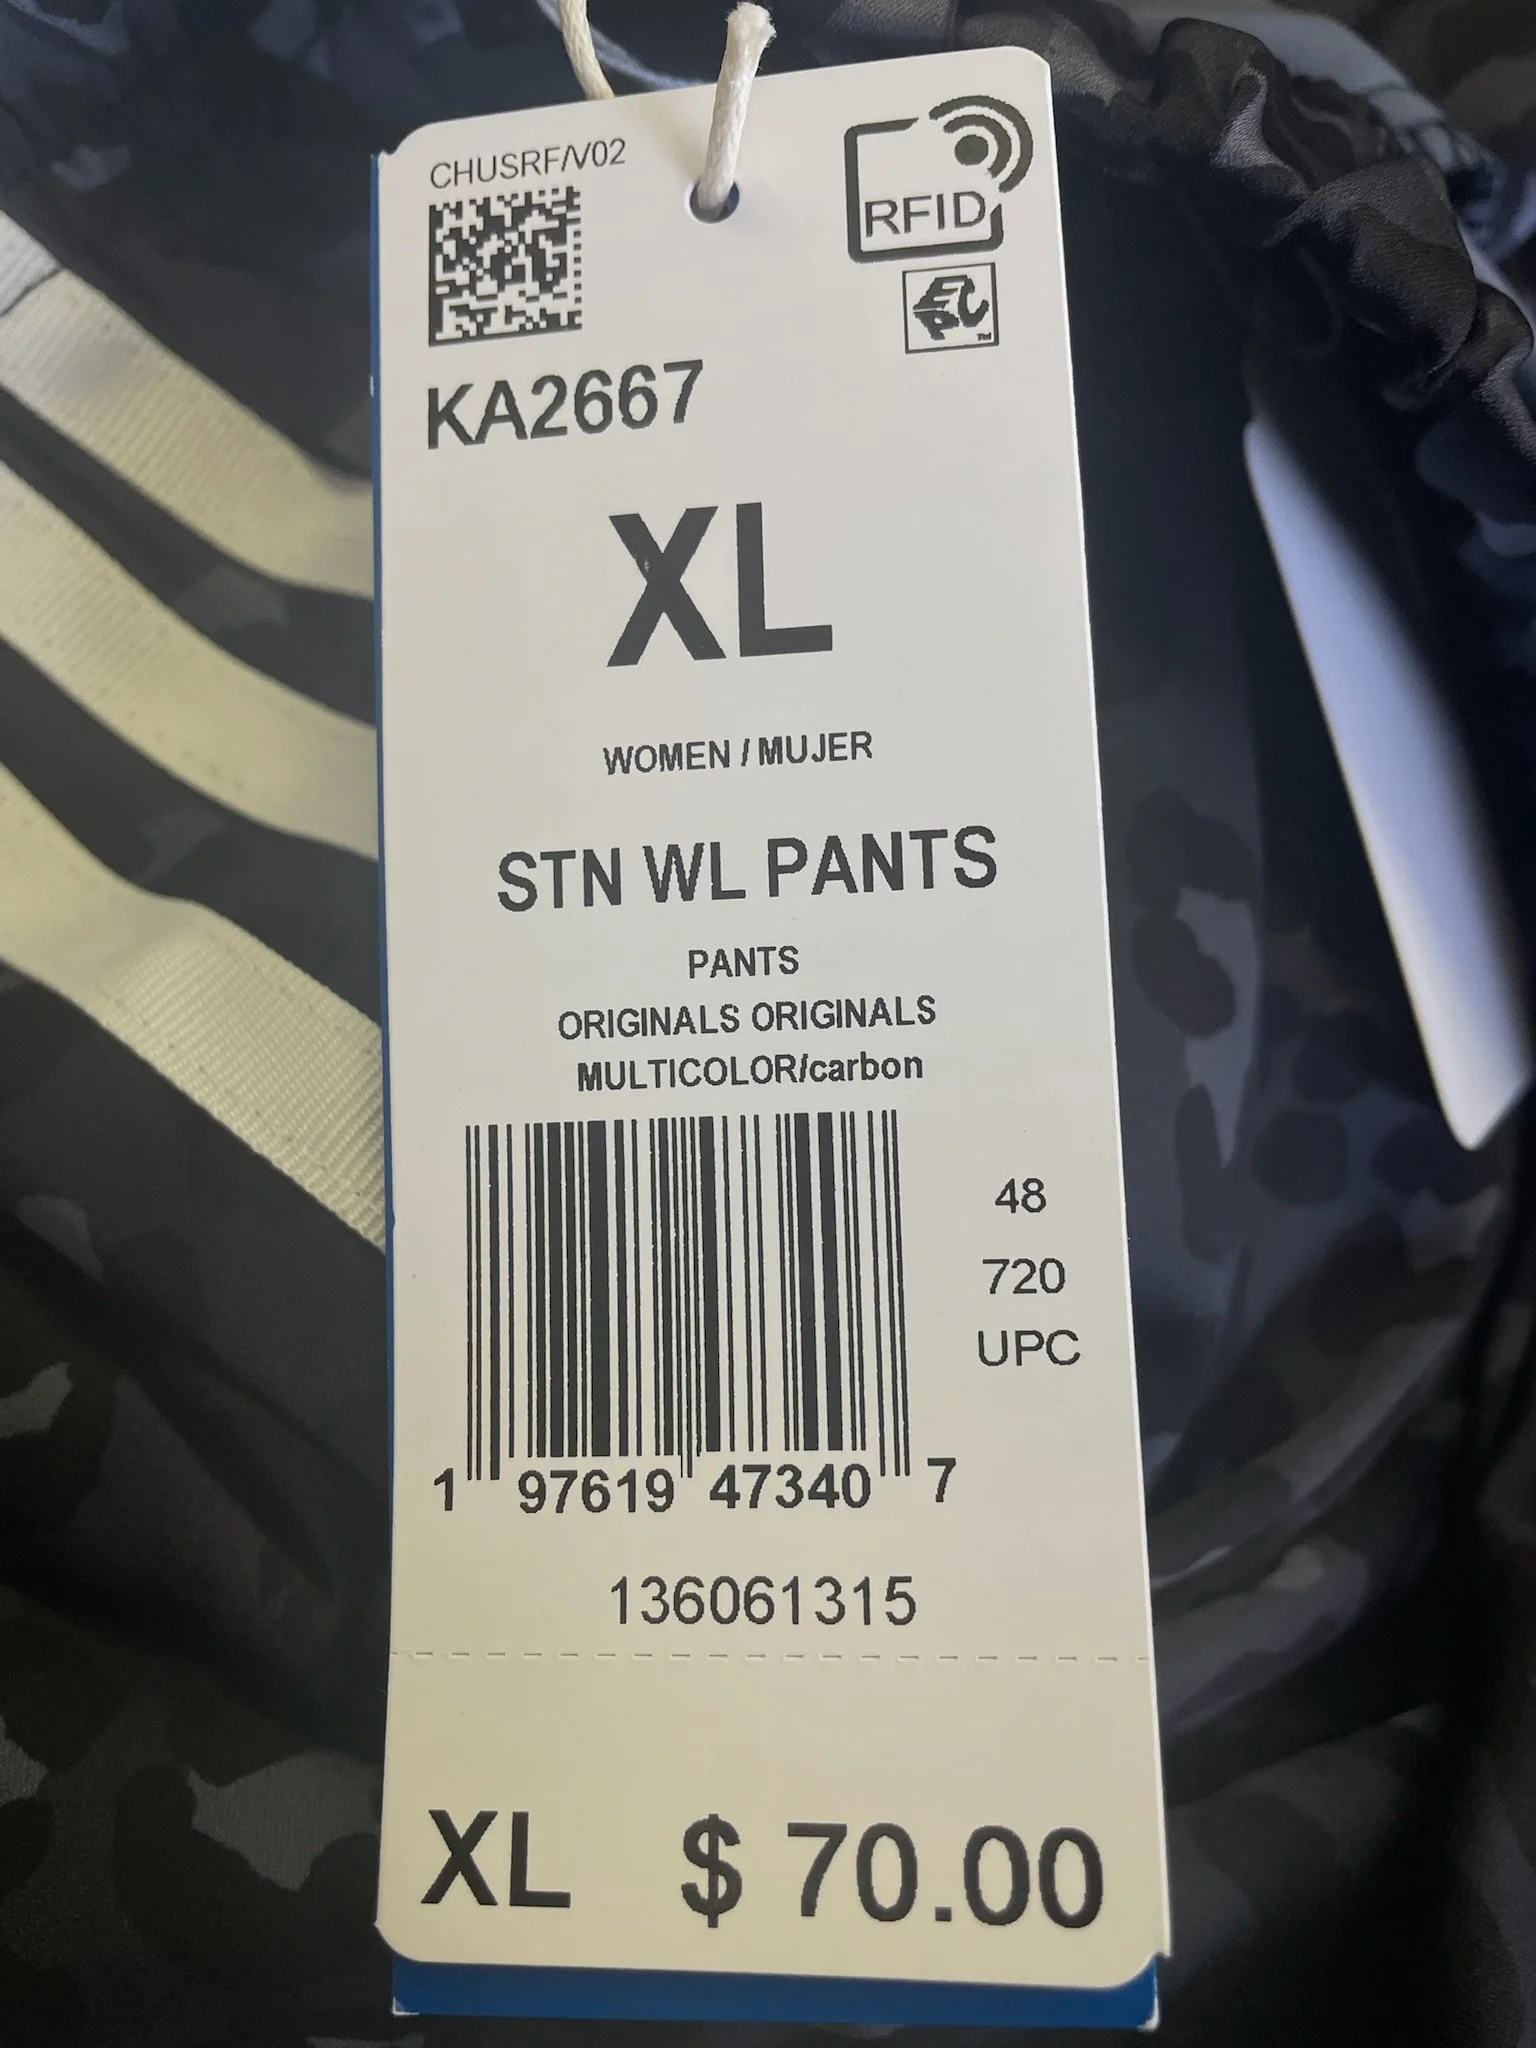 CHUSRF/V02
RFID
EPC™
KA2667
XL
WOMEN / MUJER
STN WL PANTS
PANTS
ORIGINALS ORIGINALS
MULTICOLOR/carbon
48
720
UPC
1 97619 47340 7
136061315
XL $ 70.00